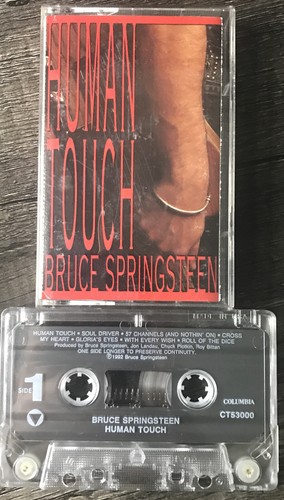 HUMAN
TOUCH
BRUCE SPRINGSTEEN
HUMAN TOUCH • SOUL DRIVER • 57 CHANNELS (AND NOTHIN' ON) • CROSS
MY HEART • GLORIA'S EYES • WITH EVERY WISH • ROLL OF THE DICE
Produced by Bruce Springsteen, Jon Landau, Chuck Plotkin, Roy Bittan
ONE SIDE LONGER TO PRESERVE CONTINUITY.
©1992 Bruce Springsteen
SIDE 1
COLUMBIA
CT53000
BRUCE SPRINGSTEEN
HUMAN TOUCH